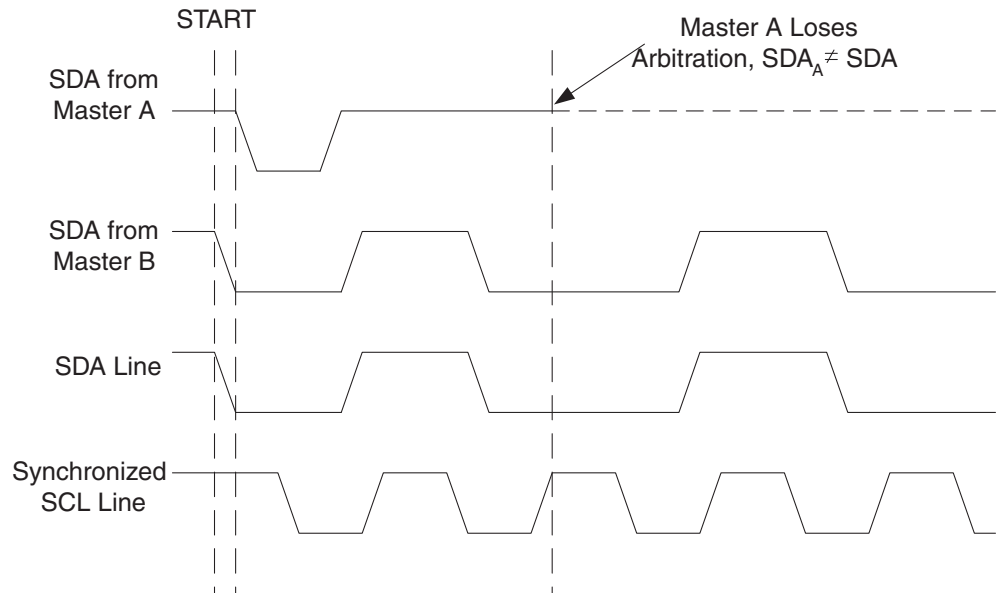 START
Master A Loses
Arbitration, SDA_A ≠ SDA
SDA from
Master A
SDA from
Master B
SDA Line
Synchronized
SCL Line